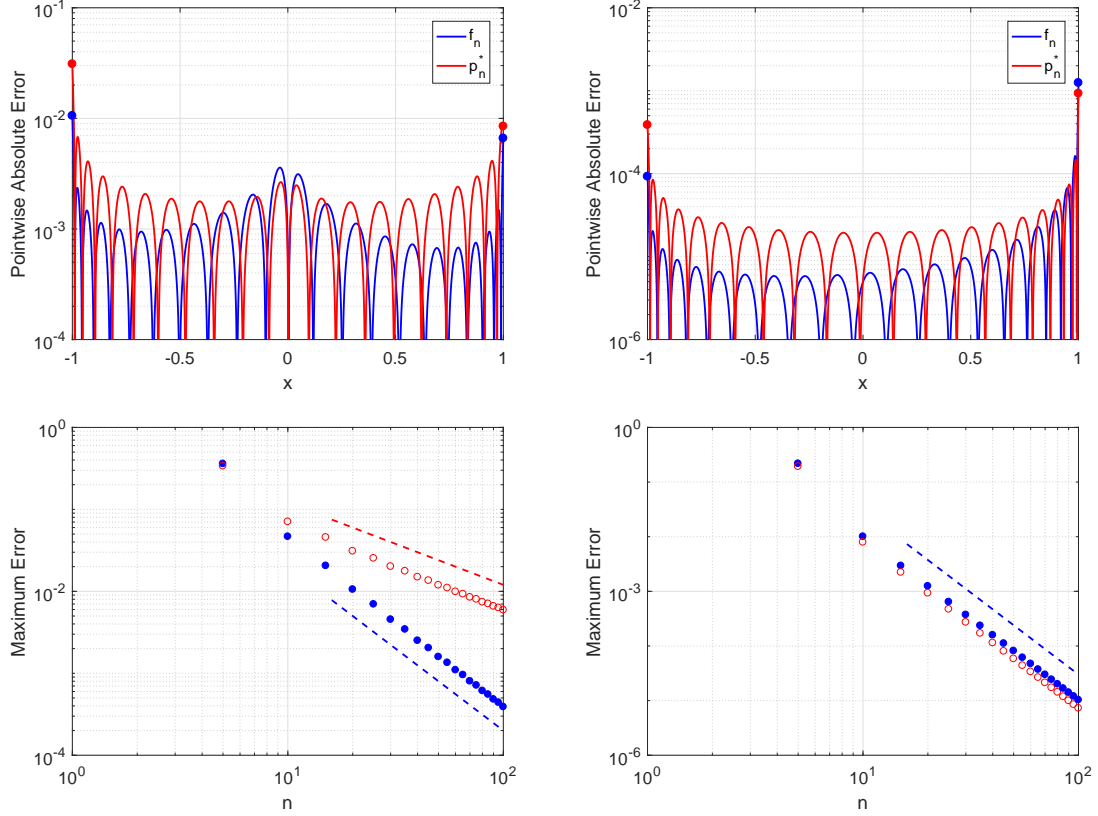 10^-1
10^-2
10^-3
10^-4
Pointwise Absolute Error
-1 -0.5 0 0.5 1
x
f_n
p_n^*
10^-2
10^-4
10^-6
Pointwise Absolute Error
-1 -0.5 0 0.5 1
x
f_n
p_n^*
10^0
10^-2
10^-4
Maximum Error
10^0 10^1 10^2
n
10^0
10^-3
10^-6
Maximum Error
10^0 10^1 10^2
n